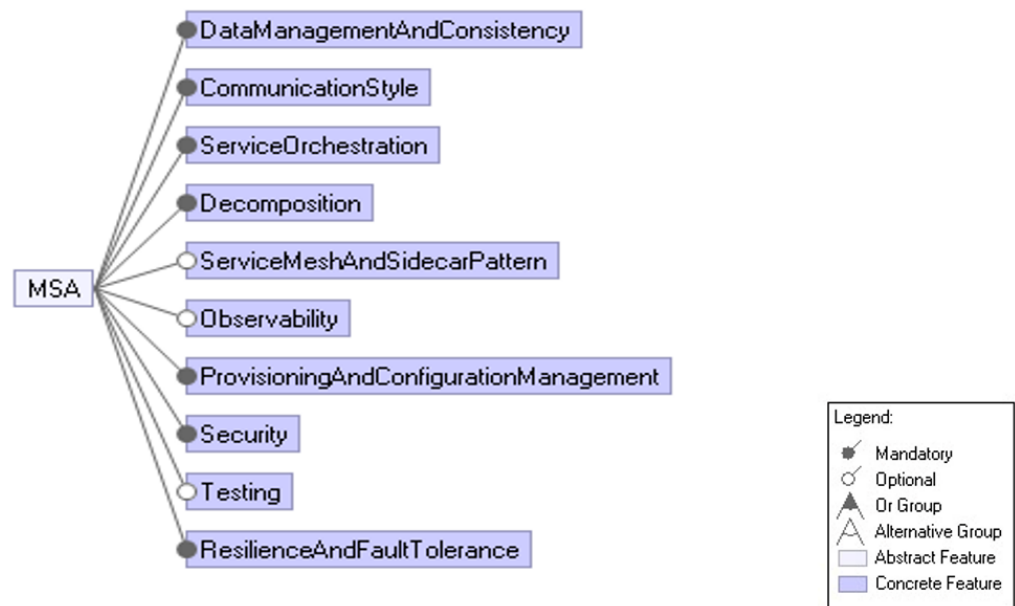 DataManagementAndConsistency
CommunicationStyle
ServiceOrchestration
Decomposition
ServiceMeshAndSidecarPattern
MSA
Observability
ProvisioningAndConfigurationManagement
Security
Testing
ResilienceAndFaultTolerance
Legend:
Mandatory
Optional
Or Group
Alternative Group
Abstract Feature
Concrete Feature